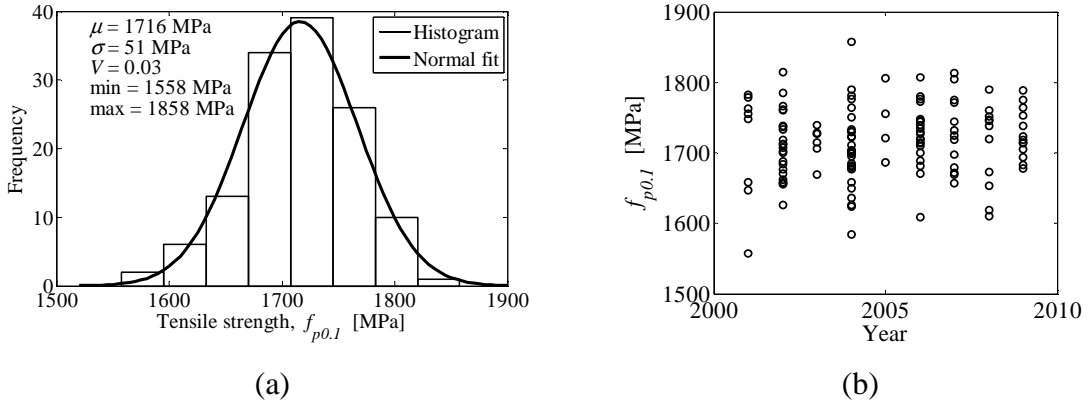 μ = 1716 MPa
σ = 51 MPa
V = 0.03
min = 1558 MPa
max = 1858 MPa
Histogram
Normal fit
40
30
20
10
0
Frequency
1500 1600 1700 1800 1900
Tensile strength, fp0.1 [MPa]
(a)
1900
1800
1700
1600
1500
fp0.1 [MPa]
2000 2005 2010
Year
(b)